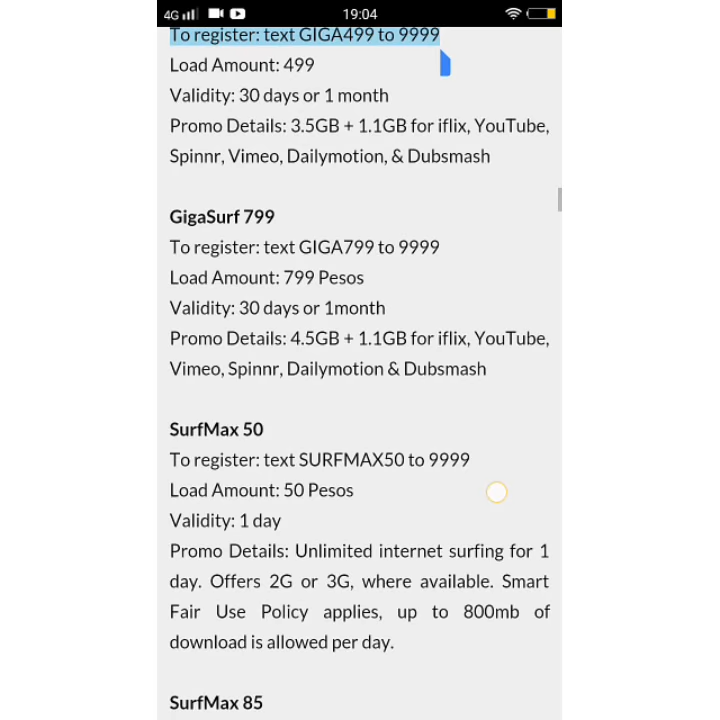 4G 19:04
To register: text GIGA499 to 9999
Load Amount: 499
Validity: 30 days or 1 month
Promo Details: 3.5GB + 1.1GB for iflix, YouTube,
Spinnr, Vimeo, Dailymotion, & Dubsmash
GigaSurf 799
To register: text GIGA799 to 9999
Load Amount: 799 Pesos
Validity: 30 days or 1month
Promo Details: 4.5GB + 1.1GB for iflix, YouTube,
Vimeo, Spinnr, Dailymotion & Dubsmash
SurfMax 50
To register: text SURFMAX50 to 9999
Load Amount: 50 Pesos
Validity: 1 day
Promo Details: Unlimited internet surfing for 1
day. Offers 2G or 3G, where available. Smart
Fair Use Policy applies, up to 800mb of
download is allowed per day.
SurfMax 85